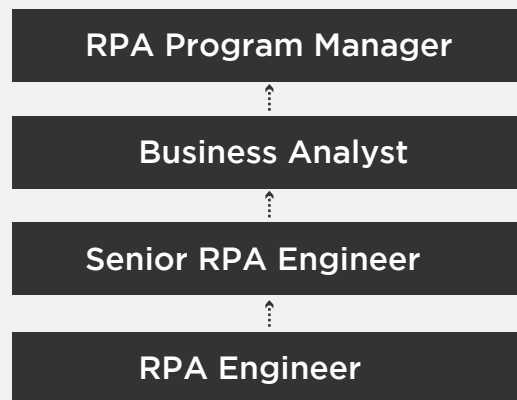 RPA Program Manager
Business Analyst
Senior RPA Engineer
RPA Engineer